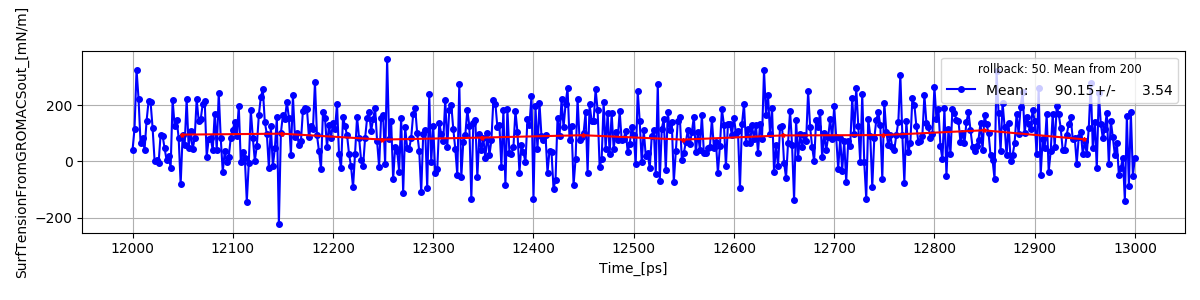 SurfTensionFromGROMACSout_[mN/m]
200
0
−200
rollback: 50. Mean from 200
Mean: 90.15+/- 3.54
12000 12100 12200 12300 12400 12500 12600 12700 12800 12900 13000
Time_[ps]